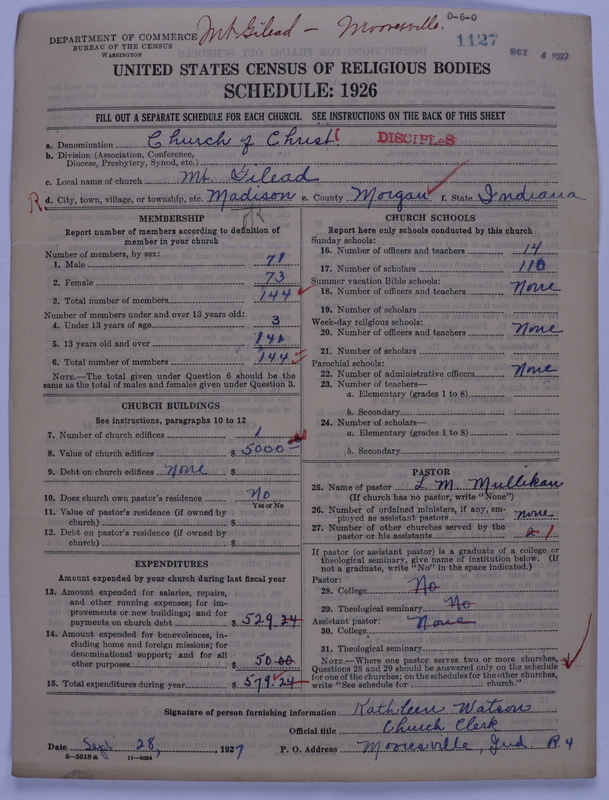 Mt. Gilead — Mooresville.
D-6-0
DEPARTMENT OF COMMERCE
BUREAU OF THE CENSUS
WASHINGTON
1127
OCT 4 1927
UNITED STATES CENSUS OF RELIGIOUS BODIES
SCHEDULE: 1926
FILL OUT A SEPARATE SCHEDULE FOR EACH CHURCH. SEE INSTRUCTIONS ON THE BACK OF THIS SHEET
a. Denomination Church of Christ DISCIPLES
b. Division (Association, Conference,
Diocese, Presbytery, Synod, etc.)
c. Local name of church Mt. Gilead
R d. City, town, village, or township, etc. Madison e. County Morgan f. State Indiana
MEMBERSHIP
Report number of members according to definition of
member in your church
Number of members, by sex:
1. Male 71
2. Female 73
3. Total number of members 144
Number of members under and over 13 years old:
4. Under 13 years of age 3
5. 13 years old and over 141
6. Total number of members 144
NOTE.—The total given under Question 6 should be the
same as the total of males and females given under Question 3.
CHURCH BUILDINGS
See instructions, paragraphs 10 to 12
7. Number of church edifices 1
8. Value of church edifices $ 5000—
9. Debt on church edifices None $
10. Does church own pastor's residence No
Yes or No
11. Value of pastor's residence (if owned by
church) $
12. Debt on pastor's residence (if owned by
church) $
EXPENDITURES
Amount expended by your church during last fiscal year
13. Amount expended for salaries, repairs,
and other running expenses; for im-
provements or new buildings; and for
payments on church debt $ 529.24
14. Amount expended for benevolences, in-
cluding home and foreign missions; for
denominational support; and for all
other purposes $ 50.00
15. Total expenditures during year $ 579.24
CHURCH SCHOOLS
Report here only schools conducted by this church
Sunday schools:
16. Number of officers and teachers 14
17. Number of scholars 110
Summer vacation Bible schools:
18. Number of officers and teachers None
19. Number of scholars
Week-day religious schools:
20. Number of officers and teachers None
21. Number of scholars
Parochial schools:
22. Number of administrative officers None
23. Number of teachers—
a. Elementary (grades 1 to 8)
b. Secondary
24. Number of scholars—
a. Elementary (grades 1 to 8)
b. Secondary
PASTOR
25. Name of pastor L. M. Mullikan
(If church has no pastor, write "None")
26. Number of ordained ministers, if any, em-
ployed as assistant pastors none
27. Number of other churches served by the
pastor or his assistants 2 1
If pastor (or assistant pastor) is a graduate of a college or
theological seminary, give name of institution below. (If
not a graduate, write "No" in the space indicated.)
Pastor:
28. College No
29. Theological seminary No
Assistant pastor: None
30. College
31. Theological seminary
NOTE.—Where one pastor serves two or more churches,
Questions 28 and 29 should be answered only on the schedule
for one of the churches; on the schedules for the other churches,
write "See schedule for church."
Signature of person furnishing information Kathleen Watson
Official title Church Clerk
Date Sept. 28, , 1927 P. O. Address Mooresville, Ind. R 4
8—5518 a 11—9064